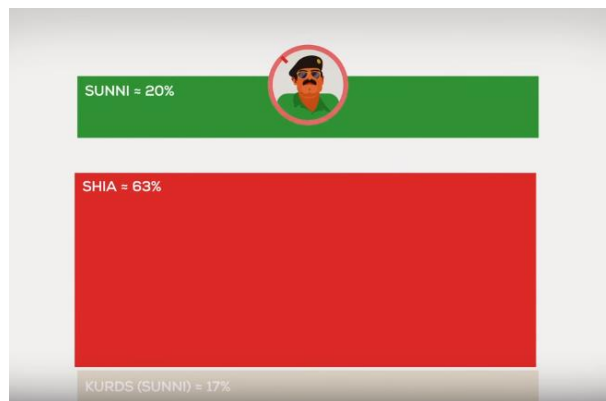 SUNNI ≈ 20%
SHIA ≈ 63%
KURDS (SUNNI) ≈ 17%